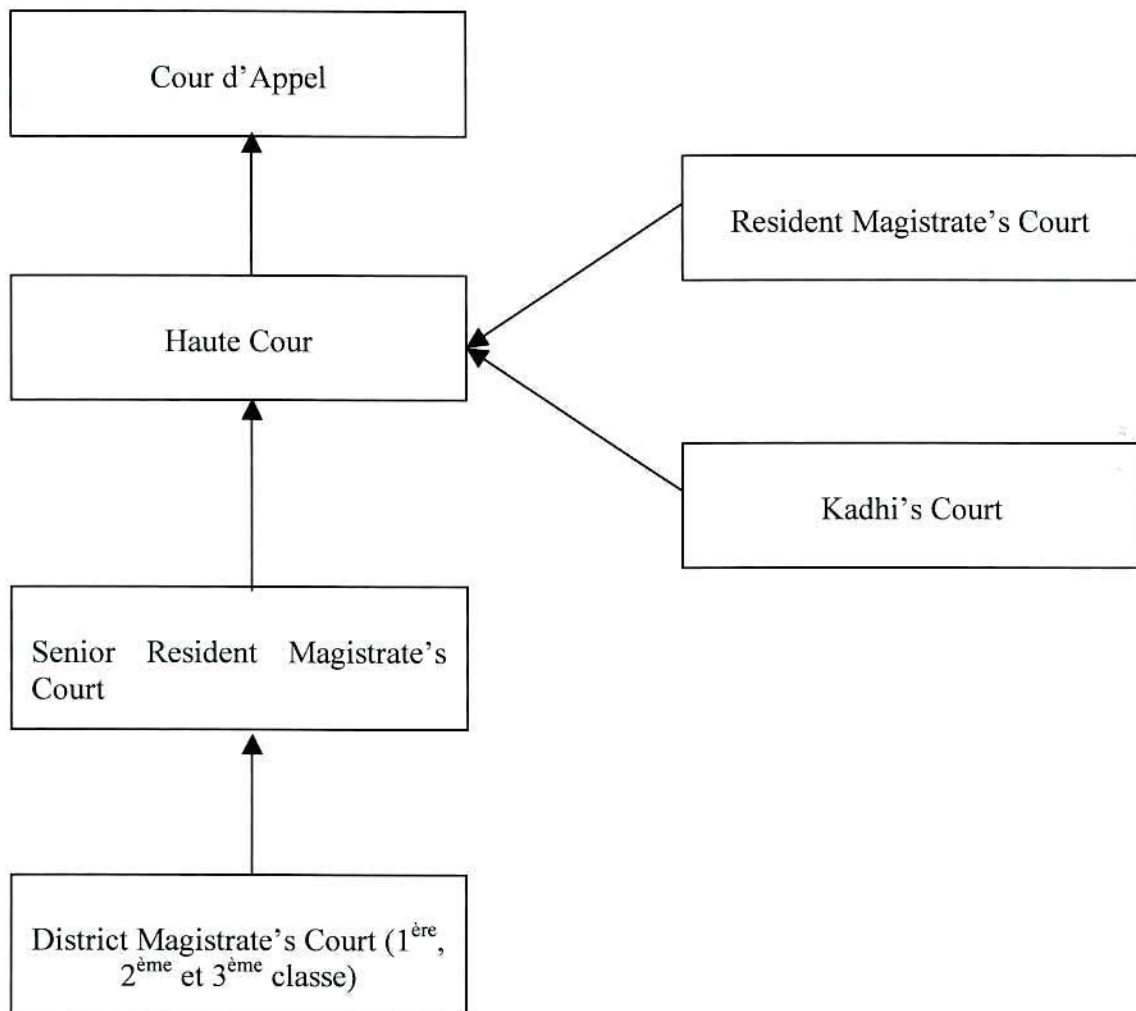 Cour d'Appel
Resident Magistrate's Court
Haute Cour
Kadhi's Court
Senior Resident Magistrate's
Court
District Magistrate's Court (1ère,
2ème et 3ème classe)